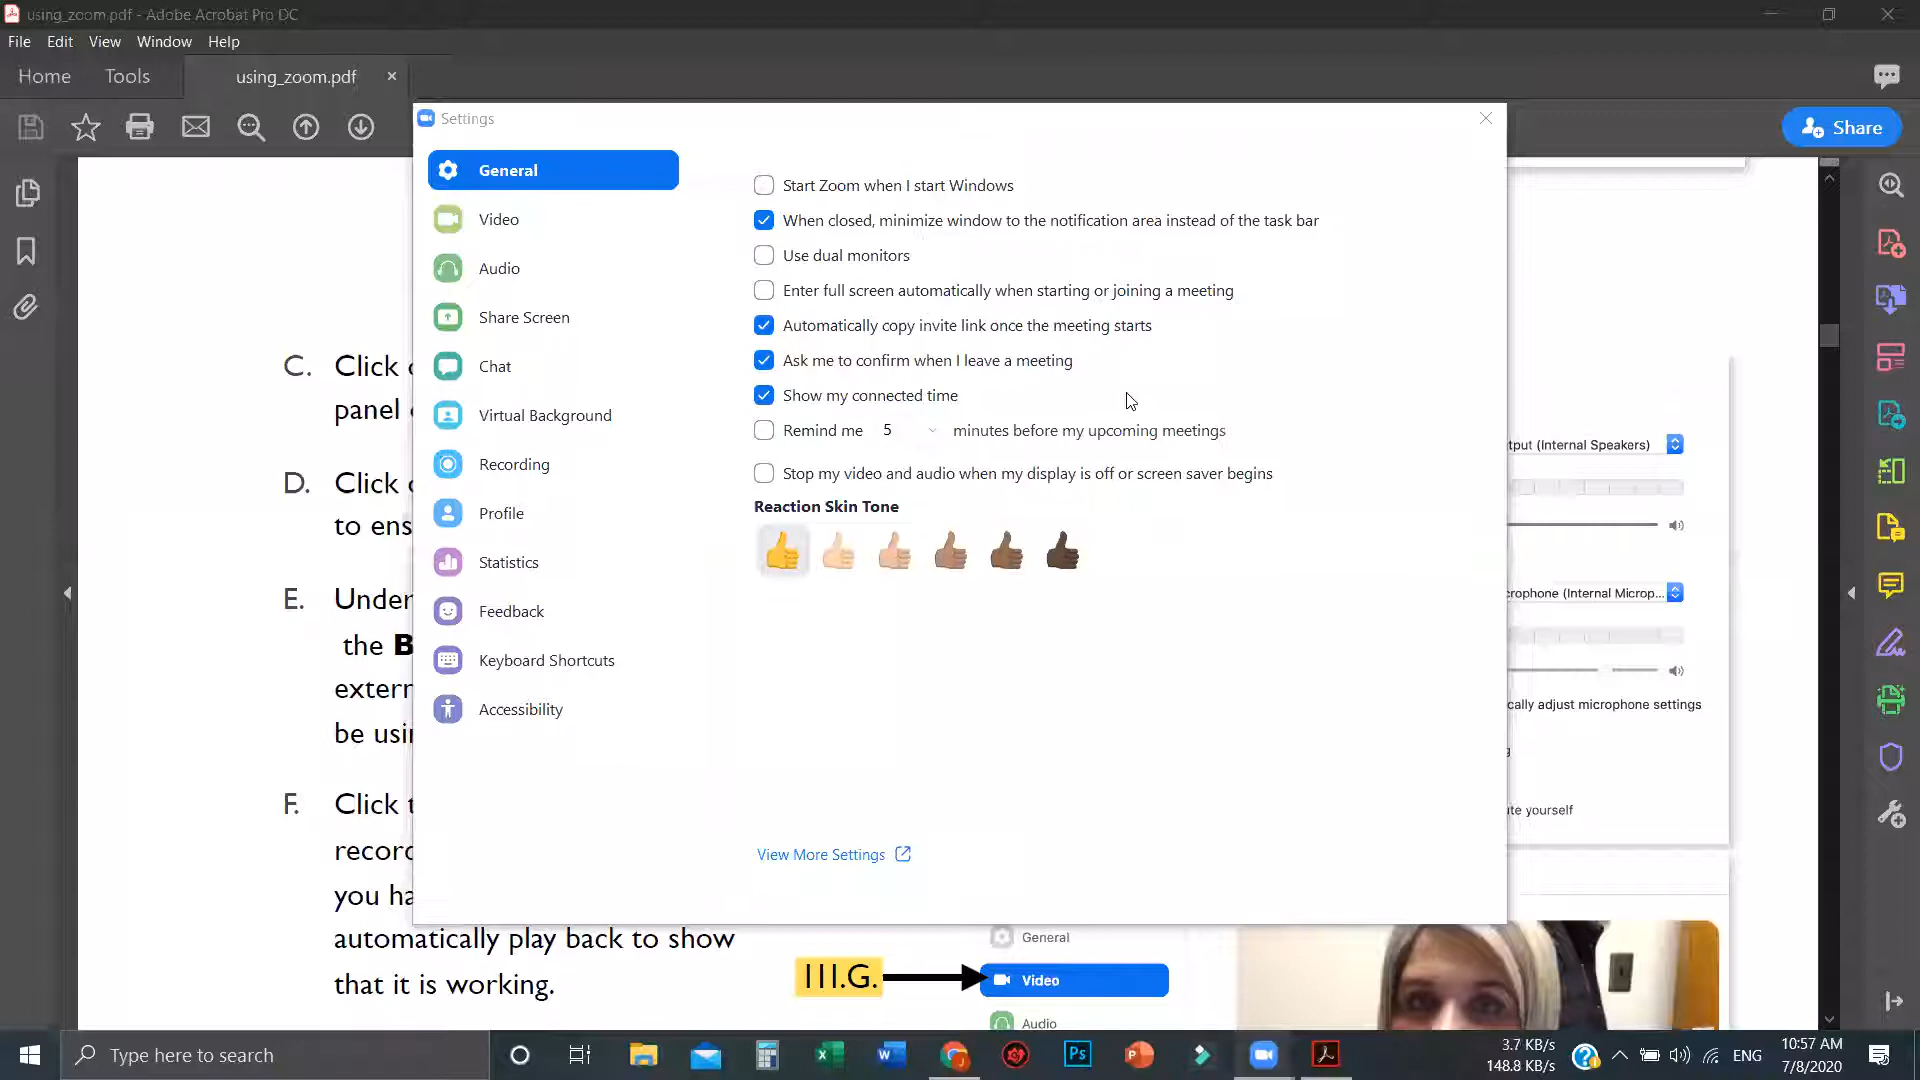 using_zoom.pdf - Adobe Acrobat Pro DC
File Edit View Window Help
Home Tools using_zoom.pdf
Share
Settings
General
Video
Audio
Share Screen
Chat
Virtual Background
Recording
Profile
Statistics
Feedback
Keyboard Shortcuts
Accessibility
Start Zoom when I start Windows
When closed, minimize window to the notification area instead of the task bar
Use dual monitors
Enter full screen automatically when starting or joining a meeting
Automatically copy invite link once the meeting starts
Ask me to confirm when I leave a meeting
Show my connected time
Remind me 5 minutes before my upcoming meetings
Stop my video and audio when my display is off or screen saver begins
Reaction Skin Tone
View More Settings
C. Click
panel
D. Click
to ens
E. Under
the B
extern
be usi
F. Click t
record
you ha
automatically play back to show
that it is working.
tput (Internal Speakers)
crophone (Internal Microp...
cally adjust microphone settings
ute yourself
General
III.G.
Video
Audio
Type here to search
Ps
3.7 KB/s
148.8 KB/s
ENG
10:57 AM
7/8/2020